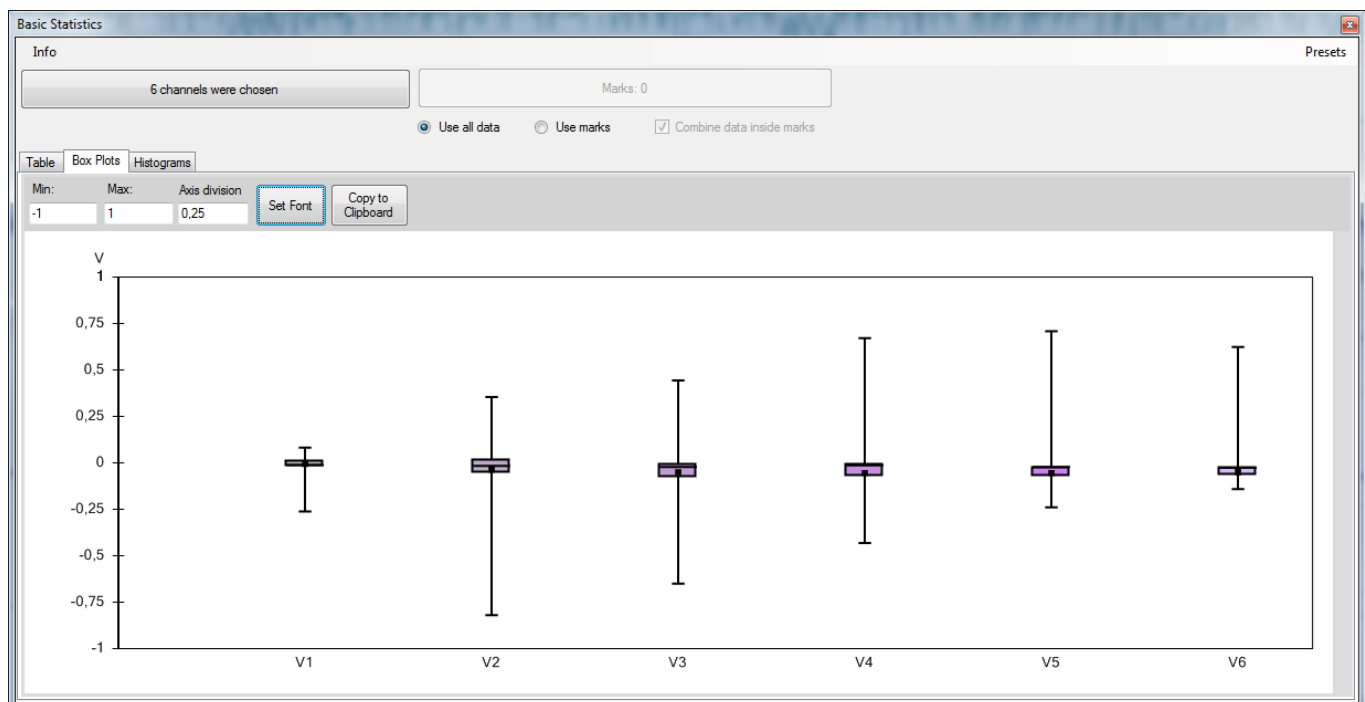 Basic Statistics
Info Presets
6 channels were chosen Marks: 0
Use all data Use marks Combine data inside marks
Table Box Plots Histograms
Min: Max: Axis division
-1 1 0,25 Set Font Copy to Clipboard
V
1
0,75
0,5
0,25
0
-0,25
-0,5
-0,75
-1
V1 V2 V3 V4 V5 V6